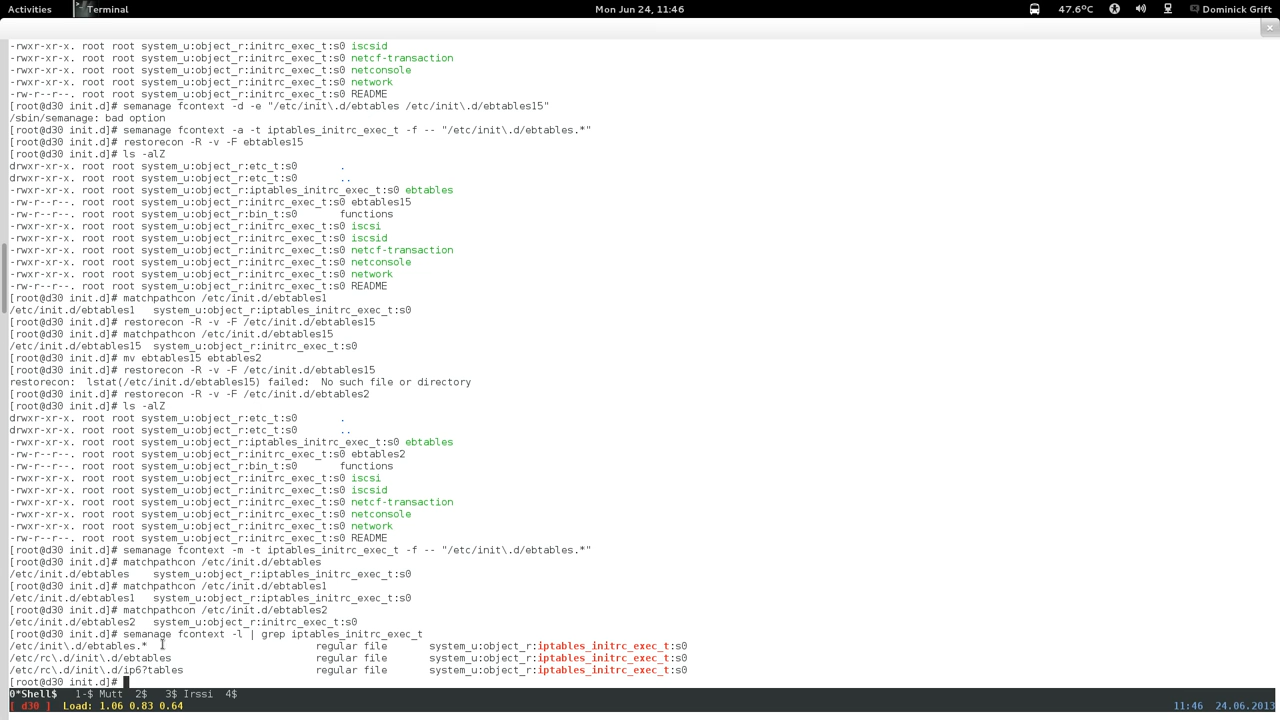 Activities Terminal Mon Jun 24, 11:46 47.6°C Dominick Grift
-rwxr-xr-x. root root system_u:object_r:initrc_exec_t:s0 iscsid
-rwxr-xr-x. root root system_u:object_r:initrc_exec_t:s0 netcf-transaction
-rwxr-xr-x. root root system_u:object_r:initrc_exec_t:s0 netconsole
-rwxr-xr-x. root root system_u:object_r:initrc_exec_t:s0 network
-rw-r--r--. root root system_u:object_r:initrc_exec_t:s0 README
[root@d30 init.d]# semanage fcontext -d -e "/etc/init\.d/ebtables /etc/init\.d/ebtables15"
/sbin/semanage: bad option
[root@d30 init.d]# semanage fcontext -a -t iptables_initrc_exec_t -f -- "/etc/init\.d/ebtables.*"
[root@d30 init.d]# restorecon -R -v -F ebtables15
[root@d30 init.d]# ls -alZ
drwxr-xr-x. root root system_u:object_r:etc_t:s0       .
drwxr-xr-x. root root system_u:object_r:etc_t:s0       ..
-rwxr-xr-x. root root system_u:object_r:iptables_initrc_exec_t:s0 ebtables
-rw-r--r--. root root system_u:object_r:initrc_exec_t:s0 ebtables15
-rw-r--r--. root root system_u:object_r:bin_t:s0       functions
-rwxr-xr-x. root root system_u:object_r:initrc_exec_t:s0 iscsi
-rwxr-xr-x. root root system_u:object_r:initrc_exec_t:s0 iscsid
-rwxr-xr-x. root root system_u:object_r:initrc_exec_t:s0 netcf-transaction
-rwxr-xr-x. root root system_u:object_r:initrc_exec_t:s0 netconsole
-rwxr-xr-x. root root system_u:object_r:initrc_exec_t:s0 network
-rw-r--r--. root root system_u:object_r:initrc_exec_t:s0 README
[root@d30 init.d]# matchpathcon /etc/init.d/ebtables1
/etc/init.d/ebtables1   system_u:object_r:iptables_initrc_exec_t:s0
[root@d30 init.d]# restorecon -R -v -F /etc/init.d/ebtables15
[root@d30 init.d]# matchpathcon /etc/init.d/ebtables15
/etc/init.d/ebtables15  system_u:object_r:initrc_exec_t:s0
[root@d30 init.d]# mv ebtables15 ebtables2
[root@d30 init.d]# restorecon -R -v -F /etc/init.d/ebtables15
restorecon:  lstat(/etc/init.d/ebtables15) failed:  No such file or directory
[root@d30 init.d]# restorecon -R -v -F /etc/init.d/ebtables2
[root@d30 init.d]# ls -alZ
drwxr-xr-x. root root system_u:object_r:etc_t:s0       .
drwxr-xr-x. root root system_u:object_r:etc_t:s0       ..
-rwxr-xr-x. root root system_u:object_r:iptables_initrc_exec_t:s0 ebtables
-rw-r--r--. root root system_u:object_r:initrc_exec_t:s0 ebtables2
-rw-r--r--. root root system_u:object_r:bin_t:s0       functions
-rwxr-xr-x. root root system_u:object_r:initrc_exec_t:s0 iscsi
-rwxr-xr-x. root root system_u:object_r:initrc_exec_t:s0 iscsid
-rwxr-xr-x. root root system_u:object_r:initrc_exec_t:s0 netcf-transaction
-rwxr-xr-x. root root system_u:object_r:initrc_exec_t:s0 netconsole
-rwxr-xr-x. root root system_u:object_r:initrc_exec_t:s0 network
-rw-r--r--. root root system_u:object_r:initrc_exec_t:s0 README
[root@d30 init.d]# semanage fcontext -m -t iptables_initrc_exec_t -f -- "/etc/init\.d/ebtables.*"
[root@d30 init.d]# matchpathcon /etc/init.d/ebtables
/etc/init.d/ebtables    system_u:object_r:iptables_initrc_exec_t:s0
[root@d30 init.d]# matchpathcon /etc/init.d/ebtables1
/etc/init.d/ebtables1   system_u:object_r:iptables_initrc_exec_t:s0
[root@d30 init.d]# matchpathcon /etc/init.d/ebtables2
/etc/init.d/ebtables2   system_u:object_r:initrc_exec_t:s0
[root@d30 init.d]# semanage fcontext -l | grep iptables_initrc_exec_t
/etc/init\.d/ebtables.*                            regular file       system_u:object_r:iptables_initrc_exec_t:s0
/etc/rc\.d/init\.d/ebtables                        regular file       system_u:object_r:iptables_initrc_exec_t:s0
/etc/rc\.d/init\.d/ip6?tables                      regular file       system_u:object_r:iptables_initrc_exec_t:s0
[root@d30 init.d]#
0*Shell$   1-$ Mutt  2$   3$ Irssi  4$
[ d30 ]  Load: 1.06 0.83 0.64 11:46 24.06.2013